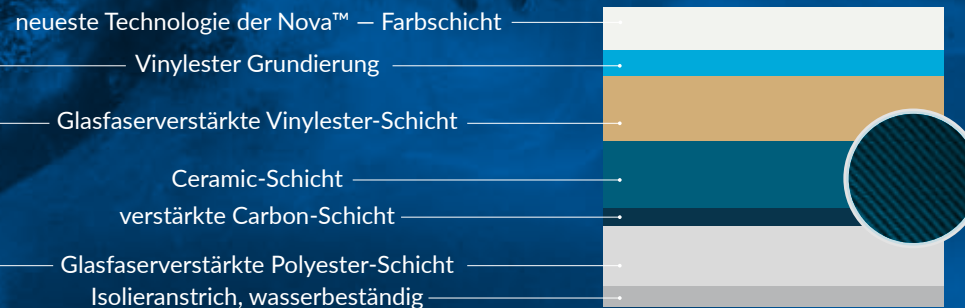 neueste Technologie der Nova™ — Farbschicht
Vinylester Grundierung
Glasfaserverstärkte Vinylester-Schicht
Ceramic-Schicht
verstärkte Carbon-Schicht
Glasfaserverstärkte Polyester-Schicht
Isolieranstrich, wasserbeständig